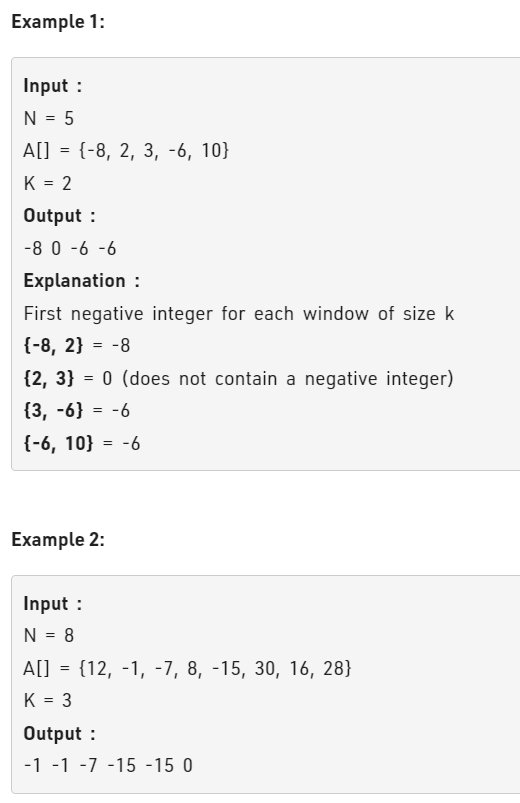 Example 1:
Input :
N = 5
A[] = {-8, 2, 3, -6, 10}
K = 2
Output :
-8 0 -6 -6
Explanation :
First negative integer for each window of size k
{-8, 2} = -8
{2, 3} = 0 (does not contain a negative integer)
{3, -6} = -6
{-6, 10} = -6
Example 2:
Input :
N = 8
A[] = {12, -1, -7, 8, -15, 30, 16, 28}
K = 3
Output :
-1 -1 -7 -15 -15 0